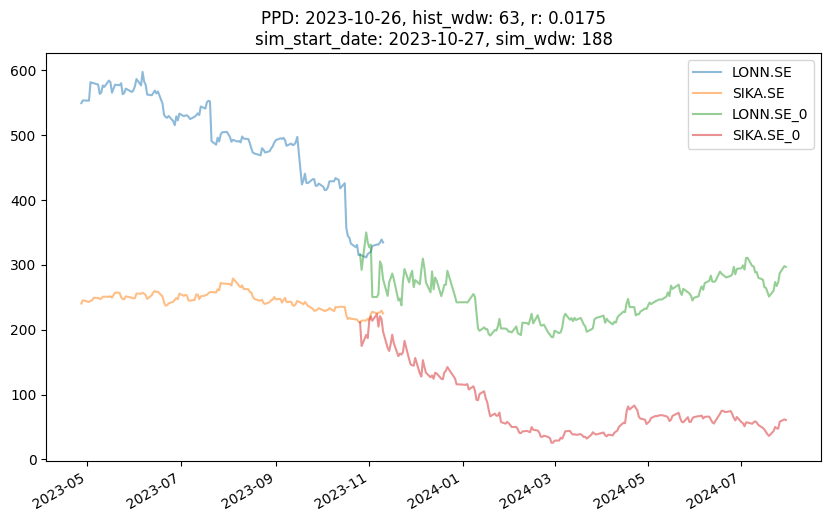 PPD: 2023-10-26, hist_wdw: 63, r: 0.0175
sim_start_date: 2023-10-27, sim_wdw: 188
LONN.SE
SIKA.SE
LONN.SE_0
SIKA.SE_0
600
500
400
300
200
100
0
2023-05
2023-07
2023-09
2023-11
2024-01
2024-03
2024-05
2024-07